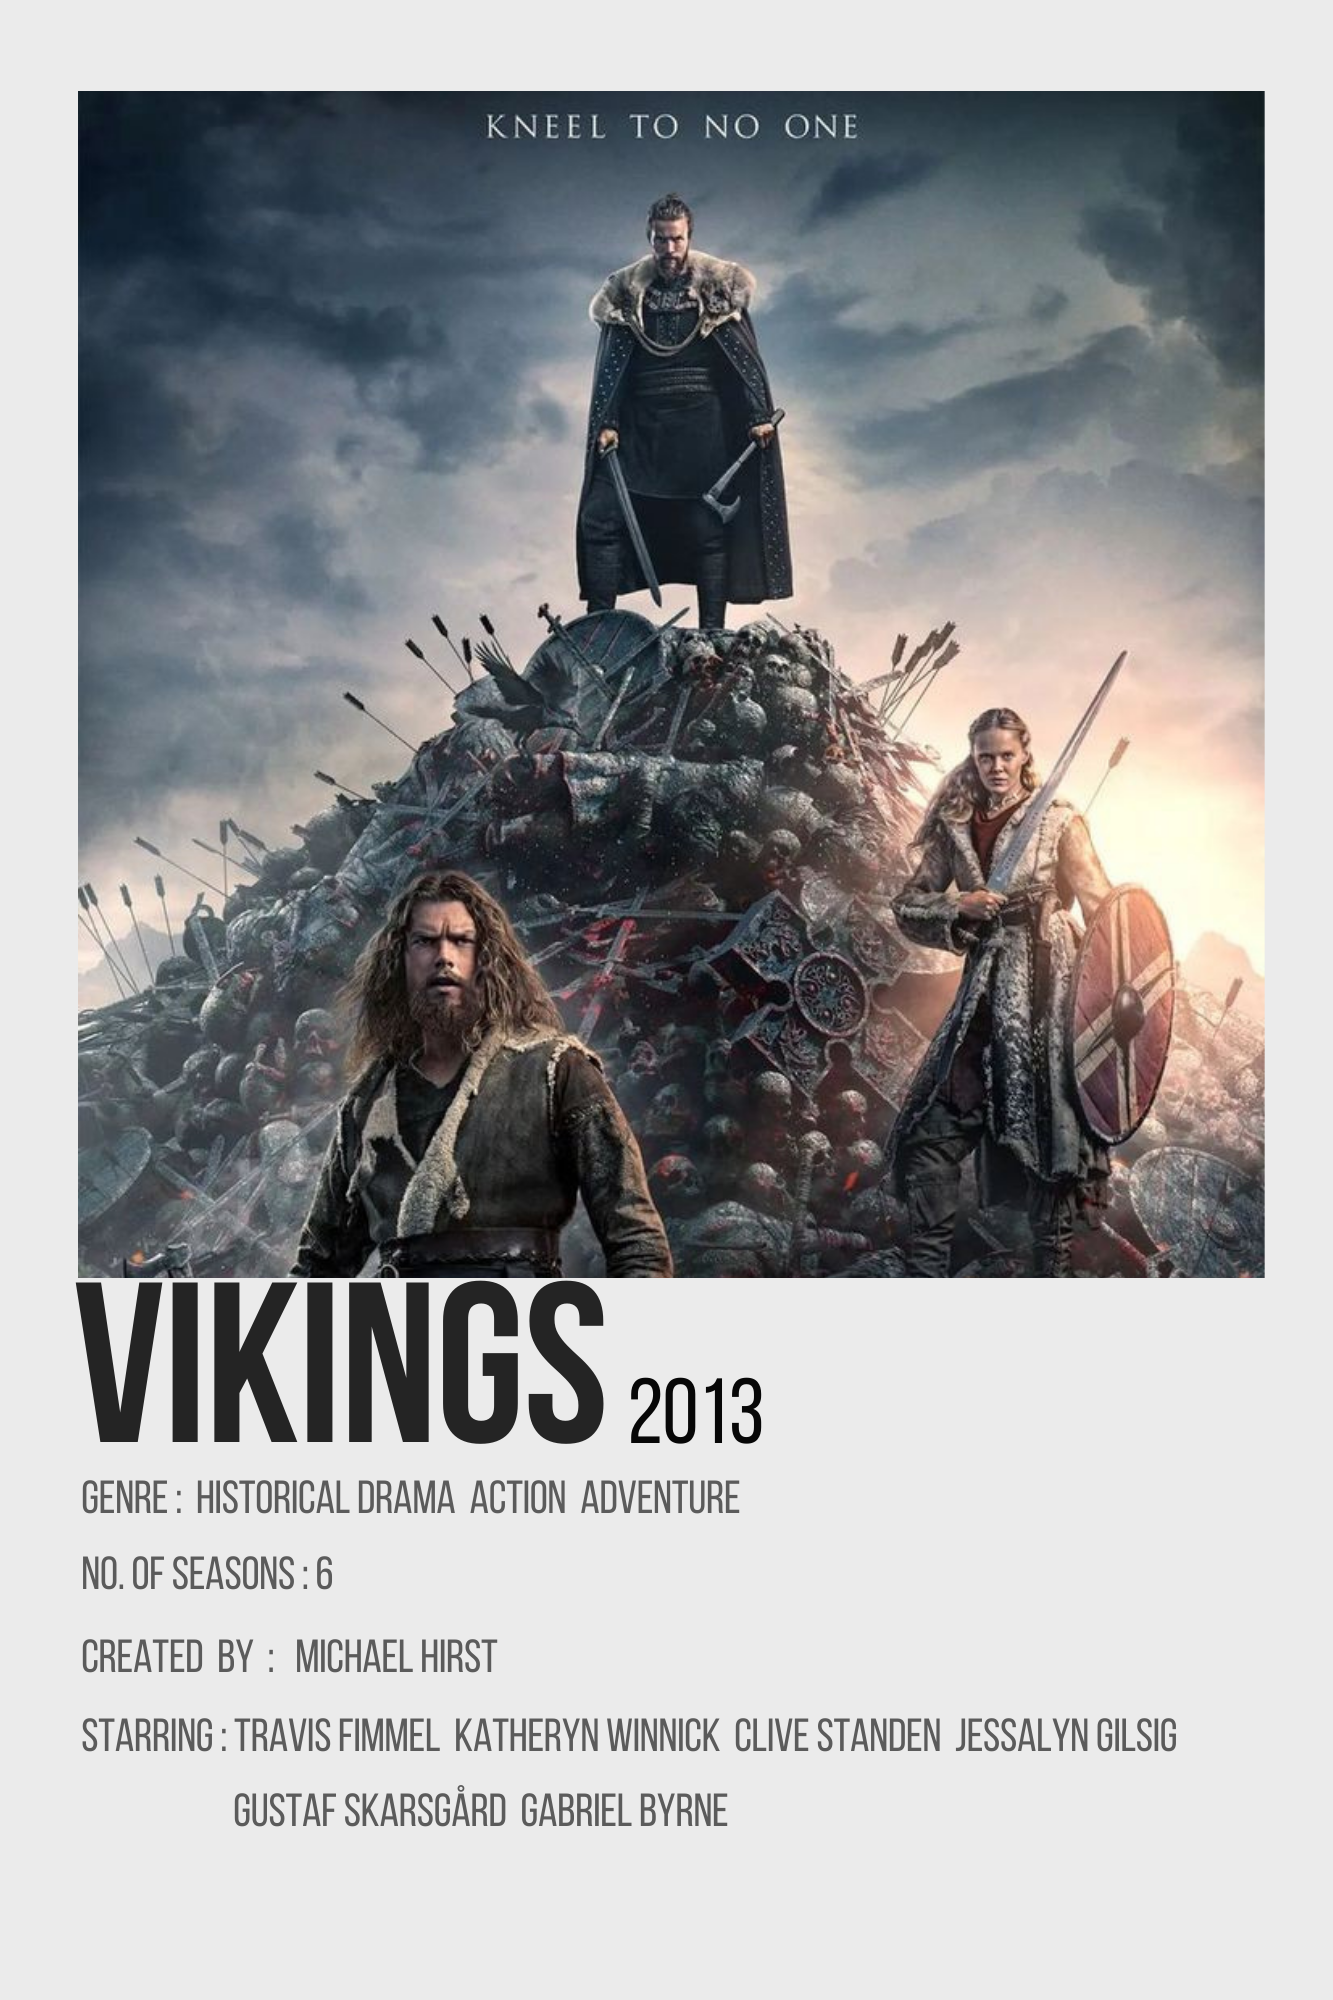 KNEEL TO NO ONE
VIKINGS 2013
GENRE : HISTORICAL DRAMA ACTION ADVENTURE
NO. OF SEASONS : 6
CREATED BY : MICHAEL HIRST
STARRING : TRAVIS FIMMEL KATHERYN WINNICK CLIVE STANDEN JESSALYN GILSIG
GUSTAF SKARSGÅRD GABRIEL BYRNE